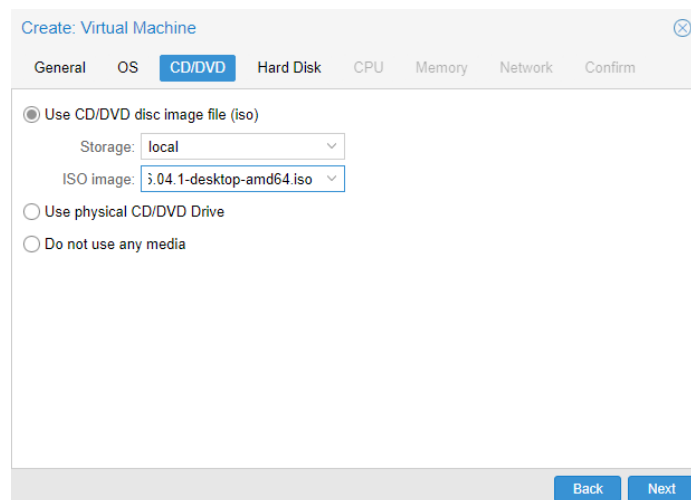 Create: Virtual Machine
General OS CD/DVD Hard Disk CPU Memory Network Confirm
Use CD/DVD disc image file (iso)
Storage: local
ISO image: .04.1-desktop-amd64.iso
Use physical CD/DVD Drive
Do not use any media
Back Next